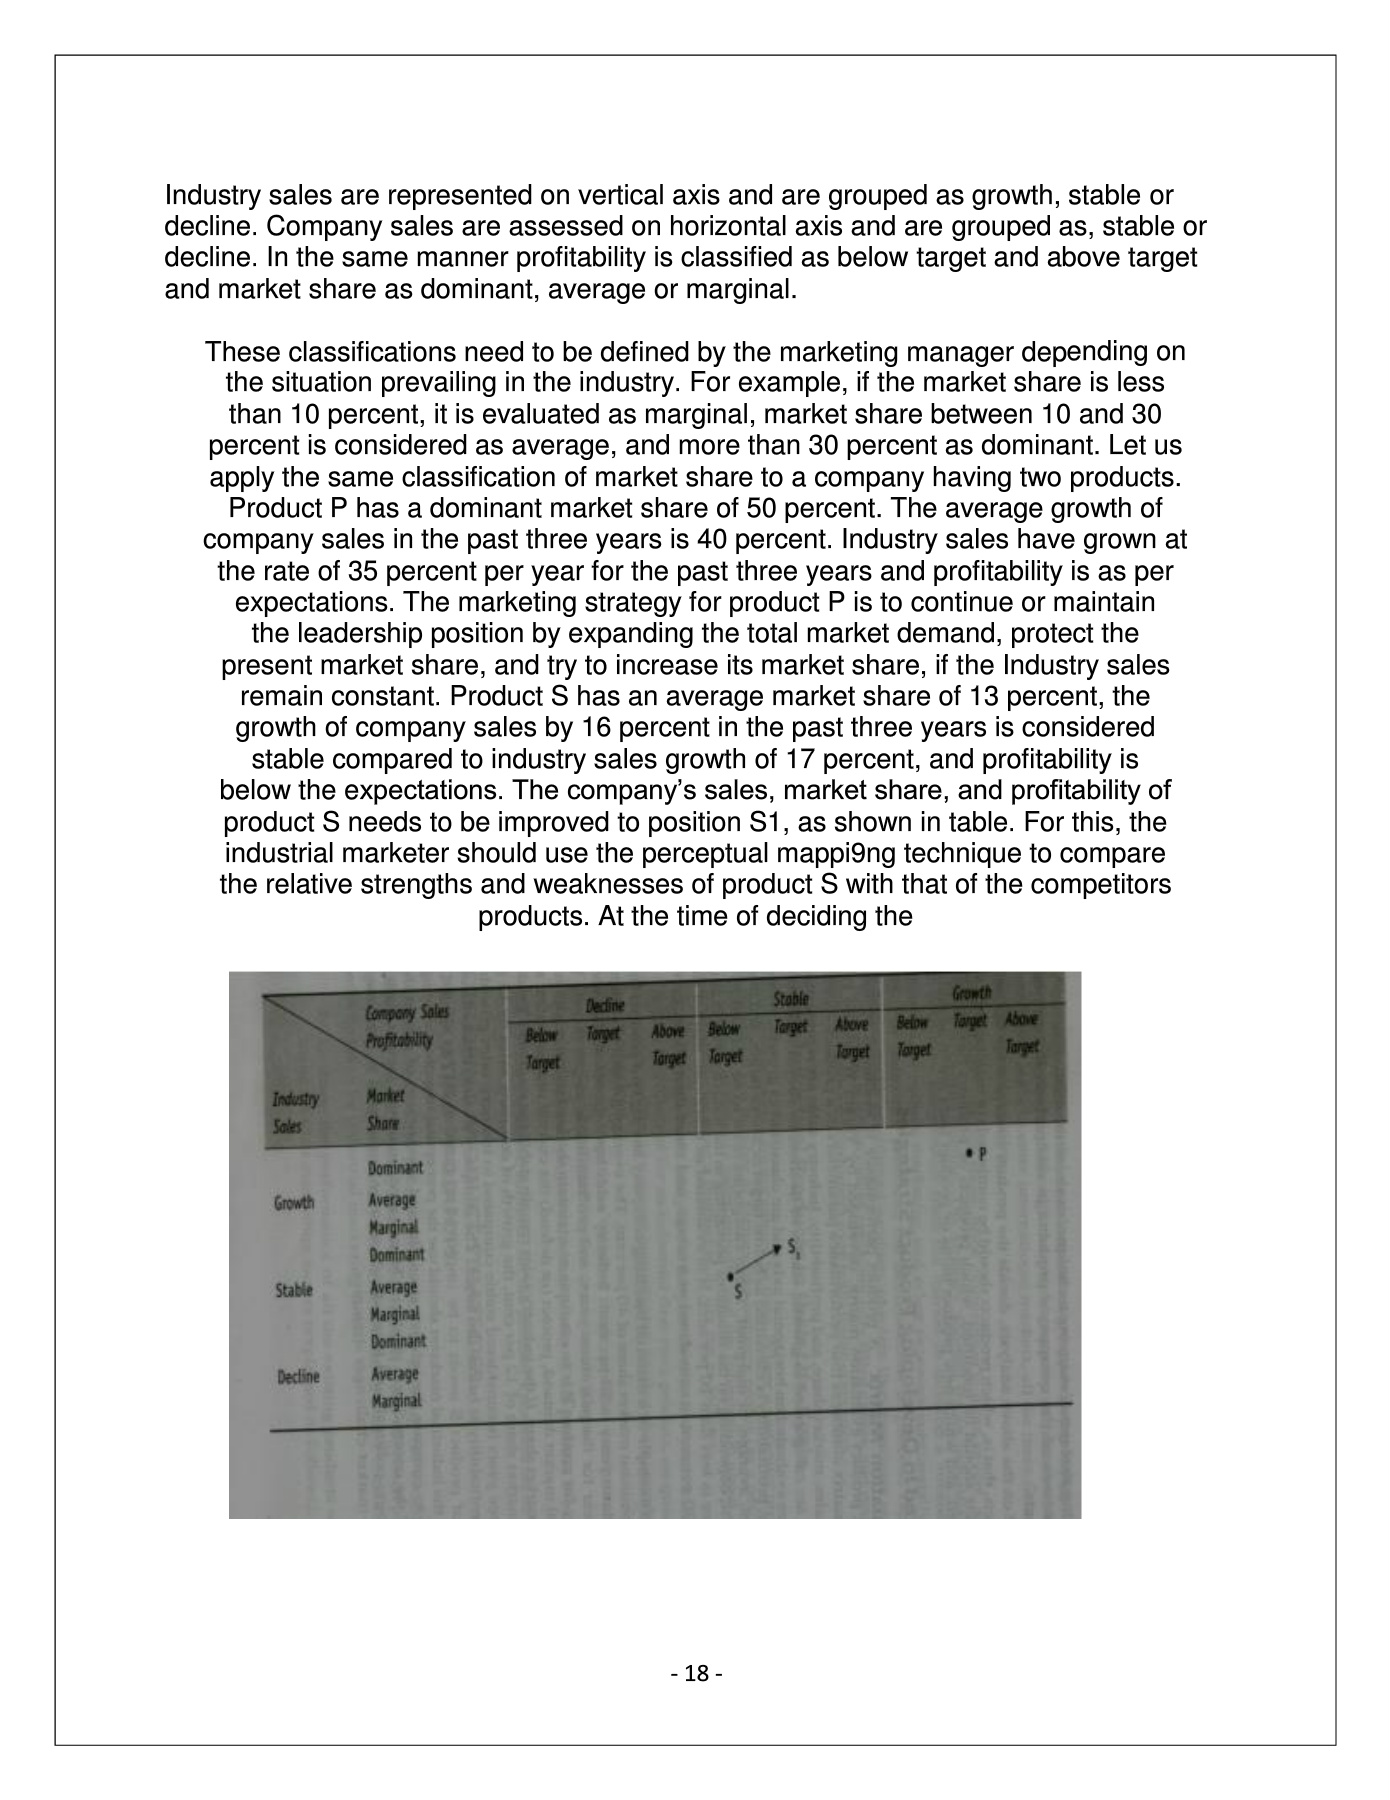 Industry sales are represented on vertical axis and are grouped as growth, stable or
decline. Company sales are assessed on horizontal axis and are grouped as, stable or
decline. In the same manner profitability is classified as below target and above target
and market share as dominant, average or marginal.
These classifications need to be defined by the marketing manager depending on
the situation prevailing in the industry. For example, if the market share is less
than 10 percent, it is evaluated as marginal, market share between 10 and 30
percent is considered as average, and more than 30 percent as dominant. Let us
apply the same classification of market share to a company having two products.
Product P has a dominant market share of 50 percent. The average growth of
company sales in the past three years is 40 percent. Industry sales have grown at
the rate of 35 percent per year for the past three years and profitability is as per
expectations. The marketing strategy for product P is to continue or maintain
the leadership position by expanding the total market demand, protect the
present market share, and try to increase its market share, if the Industry sales
remain constant. Product S has an average market share of 13 percent, the
growth of company sales by 16 percent in the past three years is considered
stable compared to industry sales growth of 17 percent, and profitability is
below the expectations. The company’s sales, market share, and profitability of
product S needs to be improved to position S1, as shown in table. For this, the
industrial marketer should use the perceptual mappi9ng technique to compare
the relative strengths and weaknesses of product S with that of the competitors
products. At the time of deciding the
Company Sales Decline Stable Growth
Profitability Below Target Above Below Target Above Below Target Above
Target Target Target Target Target Target
Industry Market
Sales Share
Dominant • P
Growth Average
Marginal
Dominant S₁
Stable Average S
Marginal
Dominant
Decline Average
Marginal
- 18 -